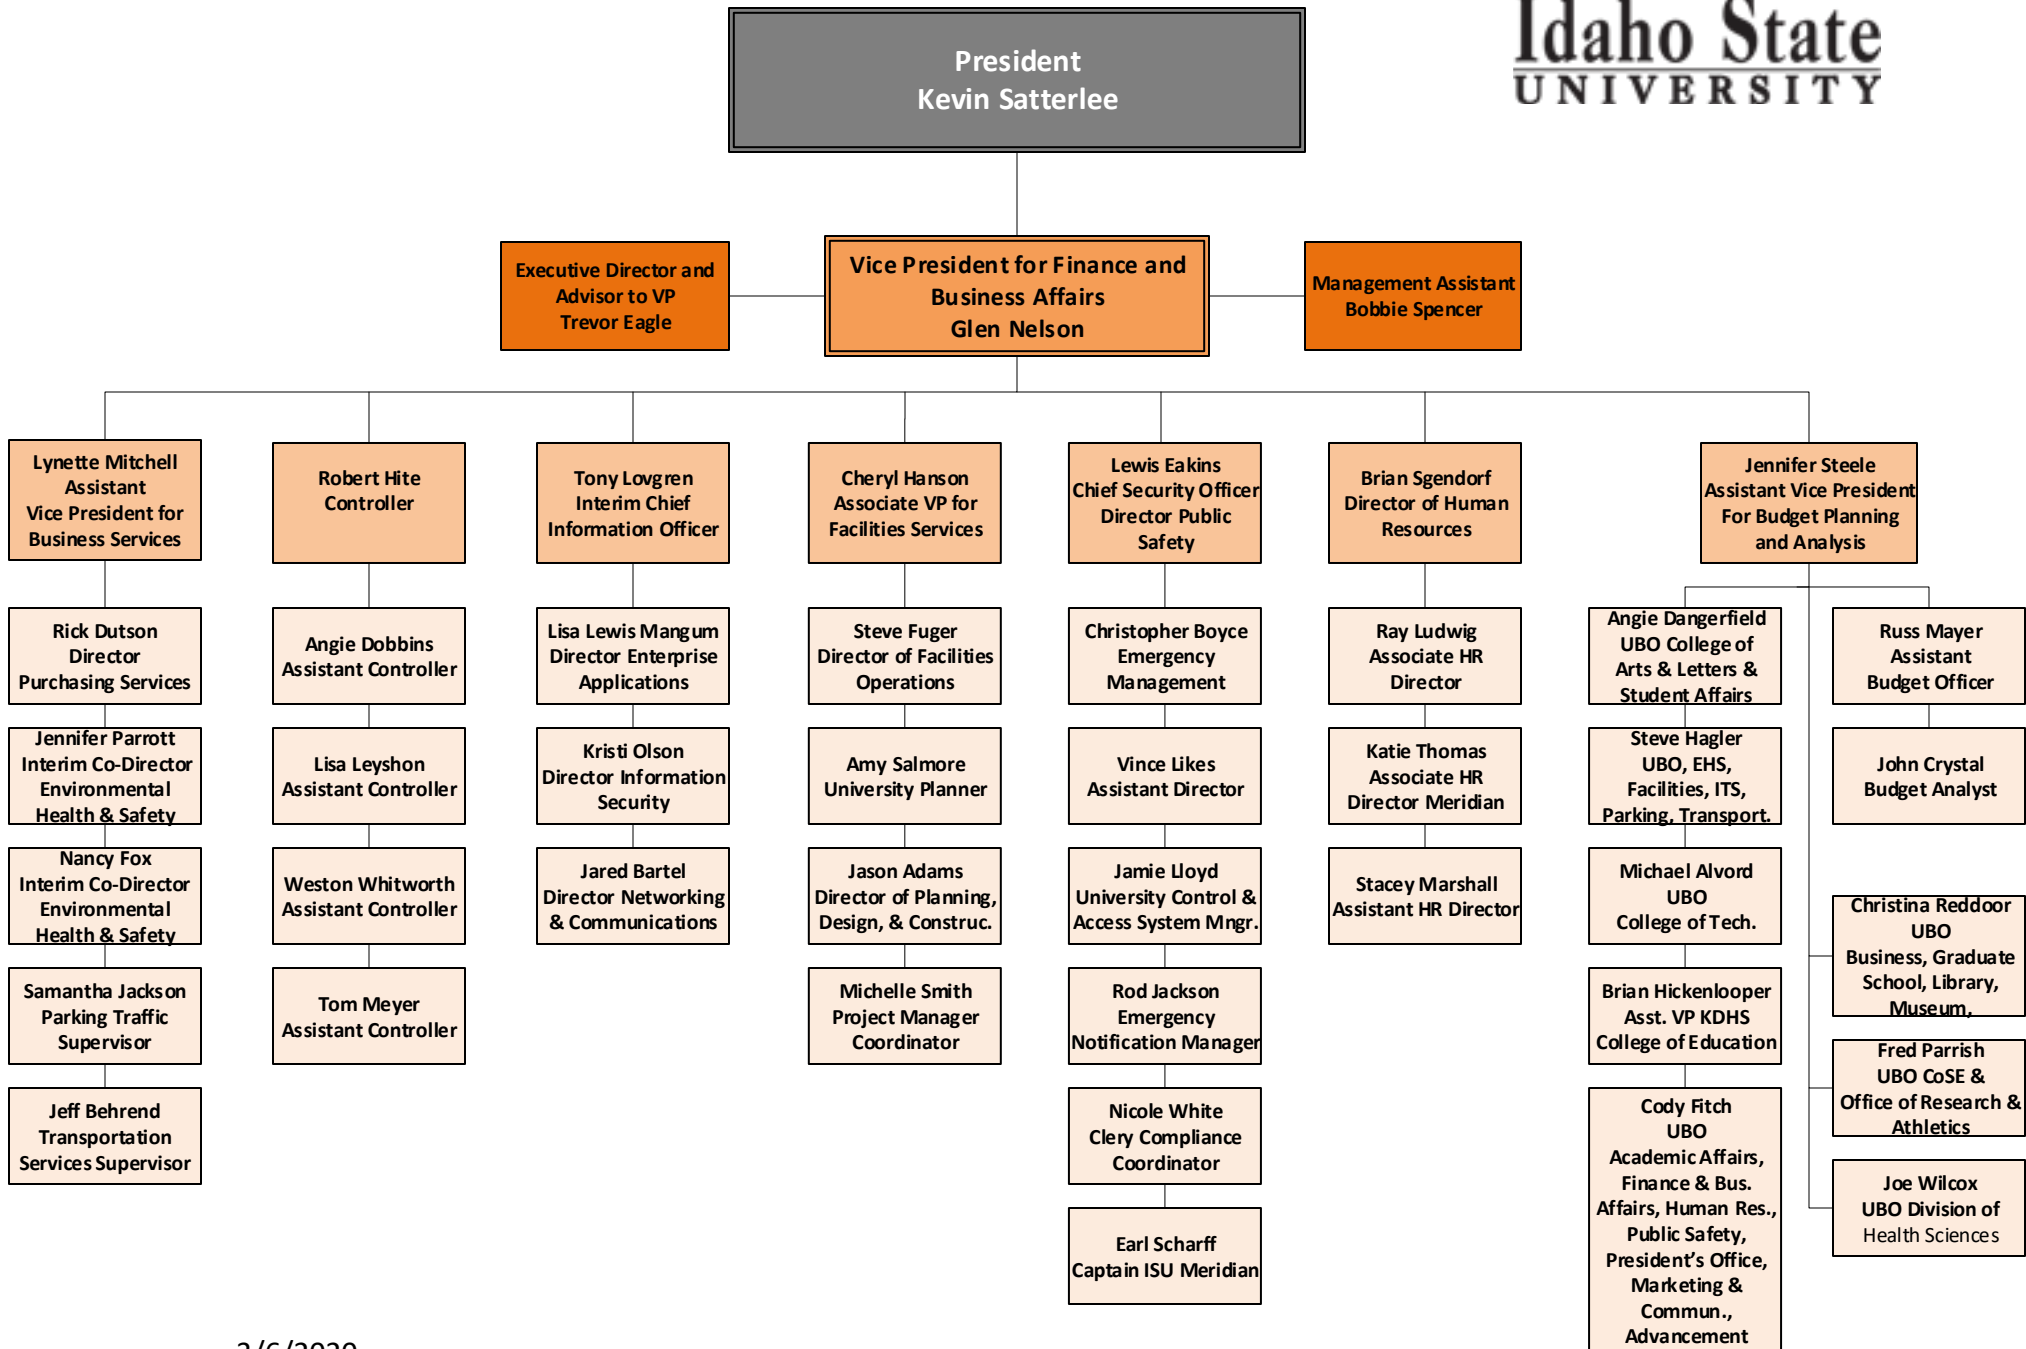 Idaho State
UNIVERSITY
President
Kevin Satterlee
Executive Director and
Advisor to VP
Trevor Eagle
Vice President for Finance and
Business Affairs
Glen Nelson
Management Assistant
Bobbie Spencer
Lynette Mitchell
Assistant
Vice President for
Business Services
Robert Hite
Controller
Tony Lovgren
Interim Chief
Information Officer
Cheryl Hanson
Associate VP for
Facilities Services
Lewis Eakins
Chief Security Officer
Director Public
Safety
Brian Sgendorf
Director of Human
Resources
Jennifer Steele
Assistant Vice President
For Budget Planning
and Analysis
Rick Dutson
Director
Purchasing Services
Jennifer Parrott
Interim Co-Director
Environmental
Health & Safety
Nancy Fox
Interim Co-Director
Environmental
Health & Safety
Samantha Jackson
Parking Traffic
Supervisor
Jeff Behrend
Transportation
Services Supervisor
Angie Dobbins
Assistant Controller
Lisa Leyshon
Assistant Controller
Weston Whitworth
Assistant Controller
Tom Meyer
Assistant Controller
Lisa Lewis Mangum
Director Enterprise
Applications
Kristi Olson
Director Information
Security
Jared Bartel
Director Networking
& Communications
Steve Fuger
Director of Facilities
Operations
Amy Salmore
University Planner
Jason Adams
Director of Planning,
Design, & Construc.
Michelle Smith
Project Manager
Coordinator
Christopher Boyce
Emergency
Management
Vince Likes
Assistant Director
Jamie Lloyd
University Control &
Access System Mngr.
Rod Jackson
Emergency
Notification Manager
Nicole White
Clery Compliance
Coordinator
Earl Scharff
Captain ISU Meridian
Ray Ludwig
Associate HR
Director
Katie Thomas
Associate HR
Director Meridian
Stacey Marshall
Assistant HR Director
Angie Dangerfield
UBO College of
Arts & Letters &
Student Affairs
Steve Hagler
UBO, EHS,
Facilities, ITS,
Parking, Transport.
Michael Alvord
UBO
College of Tech.
Brian Hickenlooper
Asst. VP KDHS
College of Education
Cody Fitch
UBO
Academic Affairs,
Finance & Bus.
Affairs, Human Res.,
Public Safety,
President's Office,
Marketing &
Commun.,
Advancement
Russ Mayer
Assistant
Budget Officer
John Crystal
Budget Analyst
Christina Reddoor
UBO
Business, Graduate
School, Library,
Museum,
Fred Parrish
UBO CoSE &
Office of Research &
Athletics
Joe Wilcox
UBO Division of
Health Sciences